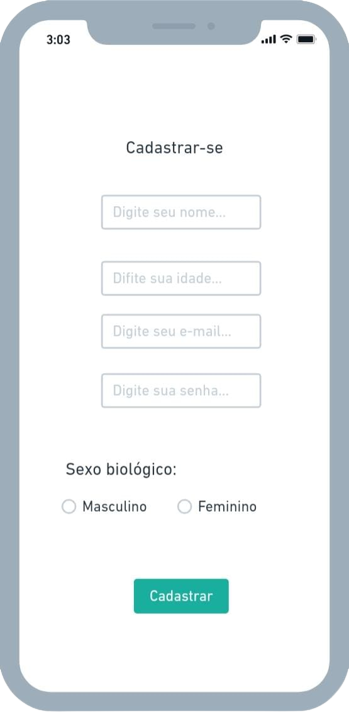 3:03
Cadastrar-se
Digite seu nome...
Difite sua idade...
Digite seu e-mail...
Digite sua senha...
Sexo biológico:
Masculino Feminino
Cadastrar